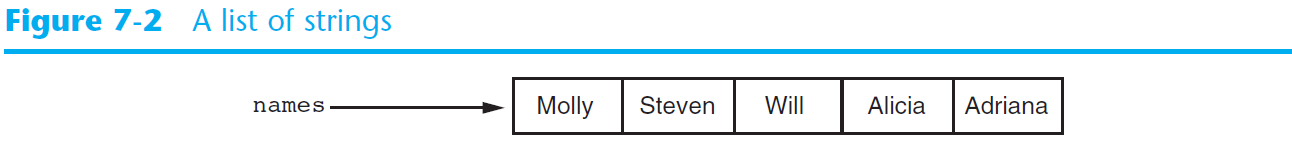 Figure 7-2 A list of strings
names Molly Steven Will Alicia Adriana